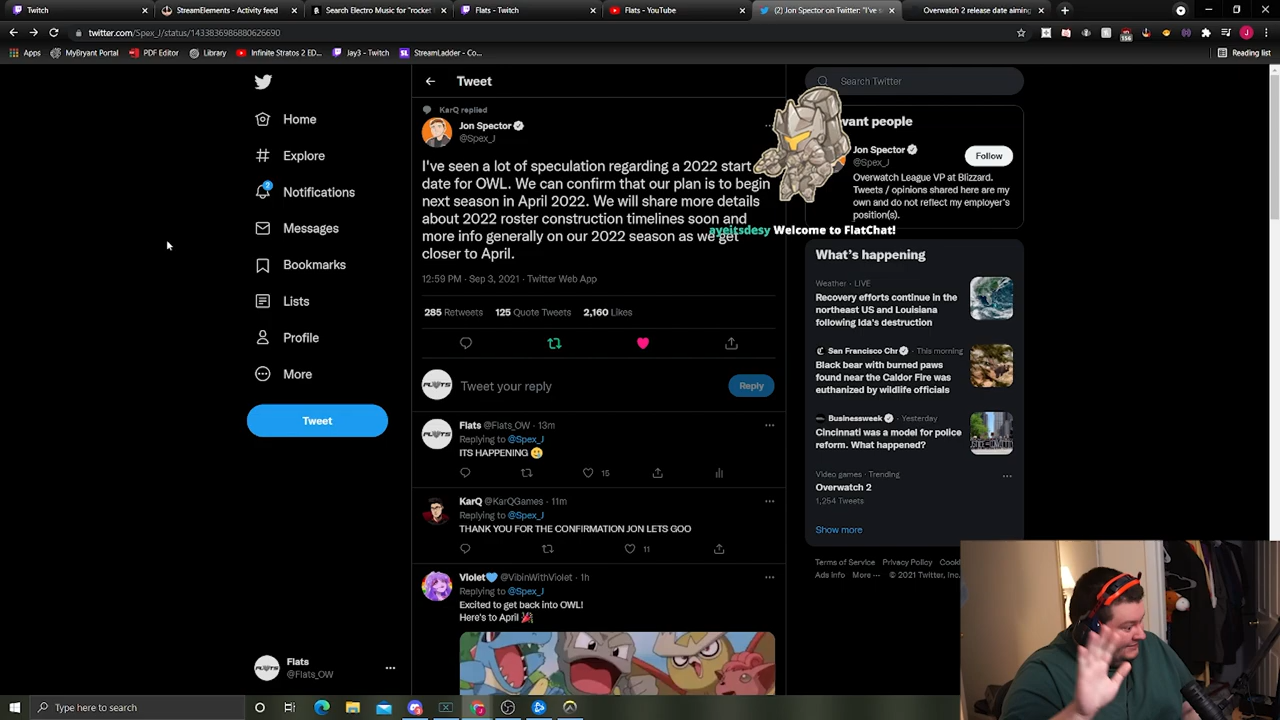 Twitch
StreamElements - Activity feed
Search Electro Music for "rocket
Flats - Twitch
Flats - YouTube
(2) Jon Spector on Twitter: "I've s
Overwatch 2 release date aiming
twitter.com/Spex_J/status/1433836986880626690
Apps
MyBryant Portal
PDF Editor
Library
Infinite Stratos 2 ED...
Jay3 - Twitch
StreamLadder - Co...
156
Reading list
Home
Explore
2
Notifications
Messages
Bookmarks
Lists
Profile
More
Tweet
Flats
@Flats_OW
Tweet
KarQ replied
Jon Spector
@Spex_J
I've seen a lot of speculation regarding a 2022 start
date for OWL. We can confirm that our plan is to begin
next season in April 2022. We will share more details
about 2022 roster construction timelines soon and
more info generally on our 2022 season as we get
closer to April.
12:59 PM · Sep 3, 2021 · Twitter Web App
285 Retweets 125 Quote Tweets 2,160 Likes
Tweet your reply
Reply
Flats @Flats_OW · 13m
Replying to @Spex_J
ITS HAPPENING
15
KarQ @KarQGames · 11m
Replying to @Spex_J
THANK YOU FOR THE CONFIRMATION JON LETS GOO
11
Violet @VibinWithViolet · 1h
Replying to @Spex_J
Excited to get back into OWL!
Here's to April
Search Twitter
vant people
Jon Spector
@Spex_J
Follow
Overwatch League VP at Blizzard.
Tweets / opinions shared here are my
own and do not reflect my employer's
position(s).
aveitsdesy Welcome to FlatChat!
What's happening
Weather · LIVE
Recovery efforts continue in the
northeast US and Louisiana
following Ida's destruction
San Francisco Chr · This morning
Black bear with burned paws
found near the Caldor Fire was
euthanized by wildlife officials
Businessweek · Yesterday
Cincinnati was a model for police
reform. What happened?
Video games · Trending
Overwatch 2
1,254 Tweets
Show more
Terms of Service Privacy Policy Cook
Ad Info More ··· © 2021 Twitter, Inc.
Type here to search